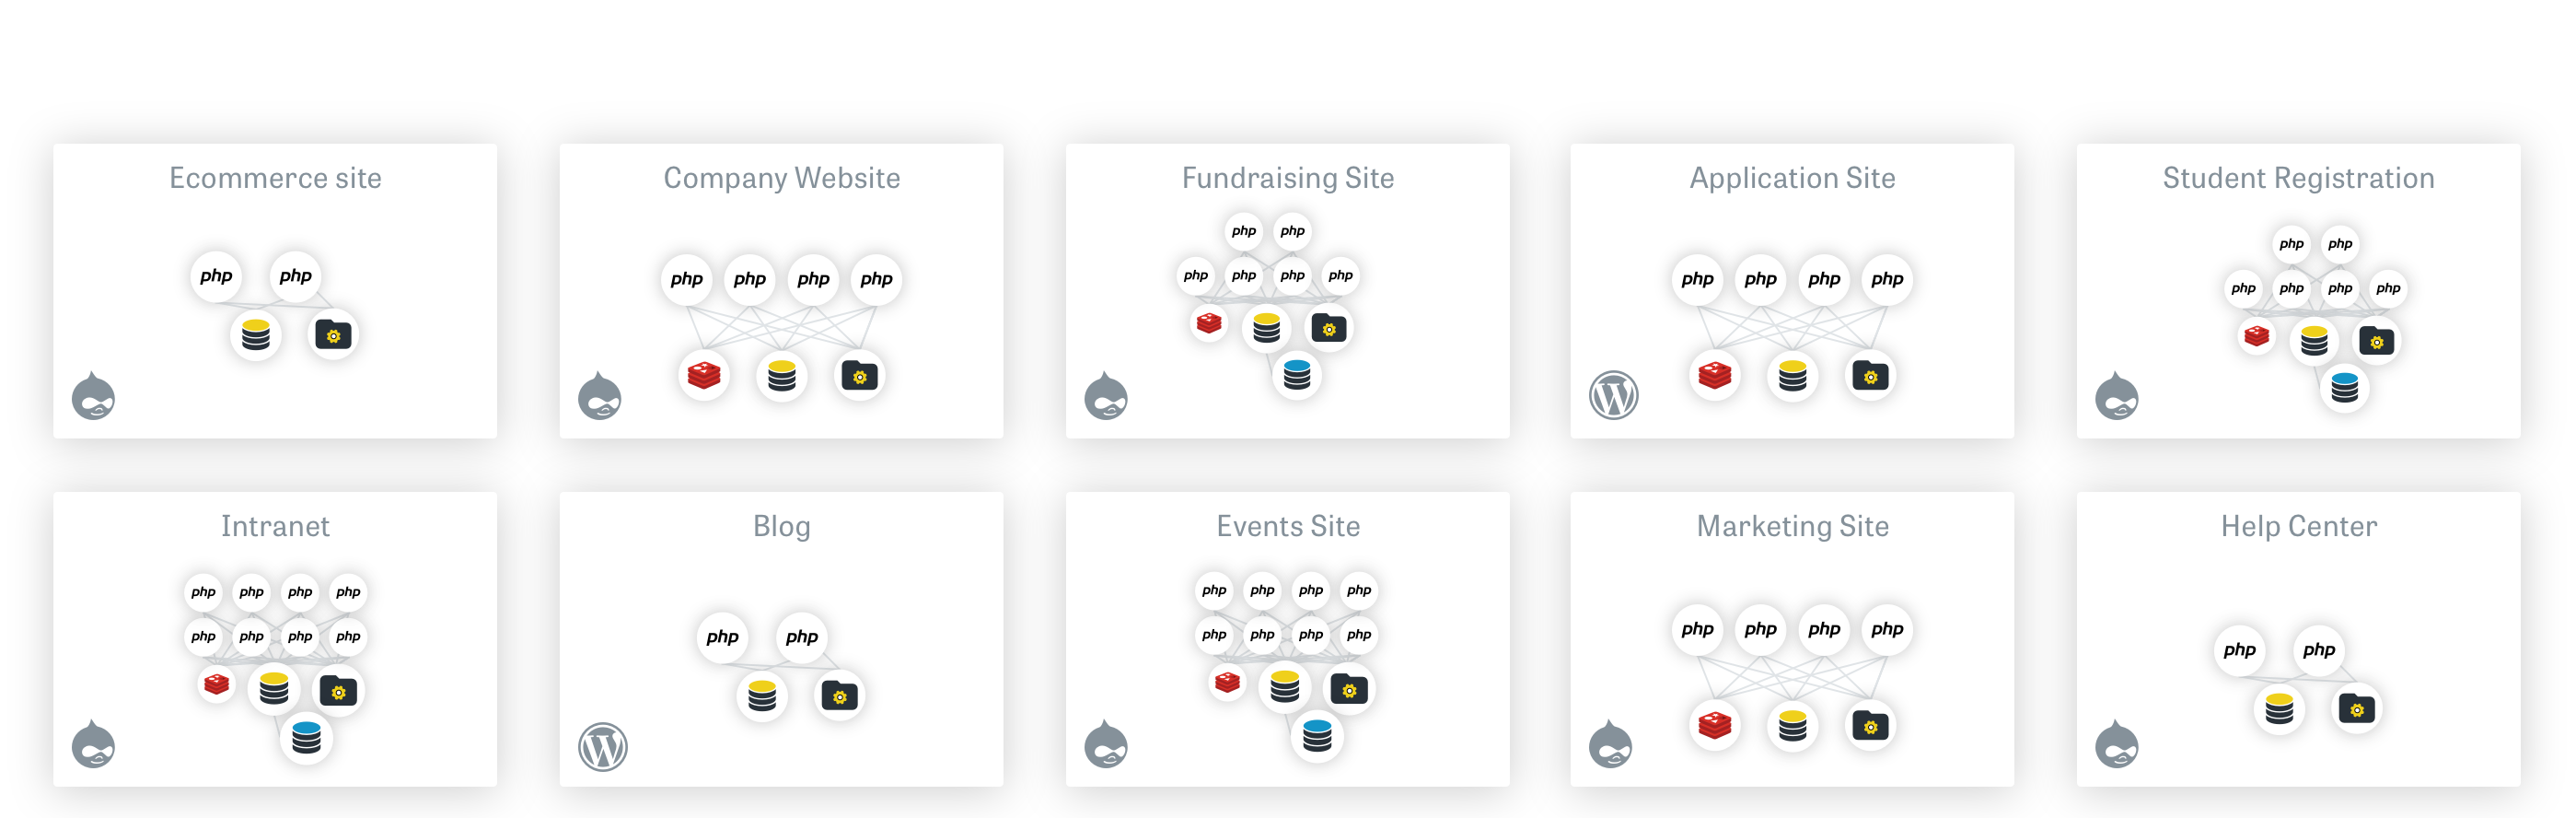 Ecommerce site
php php
Company Website
php php php php
Fundraising Site
php php
php php php php
Application Site
php php php php
Student Registration
php php
php php php php
Intranet
php php php php
php php php php
Blog
php php
Events Site
php php php php
php php php php
Marketing Site
php php php php
Help Center
php php